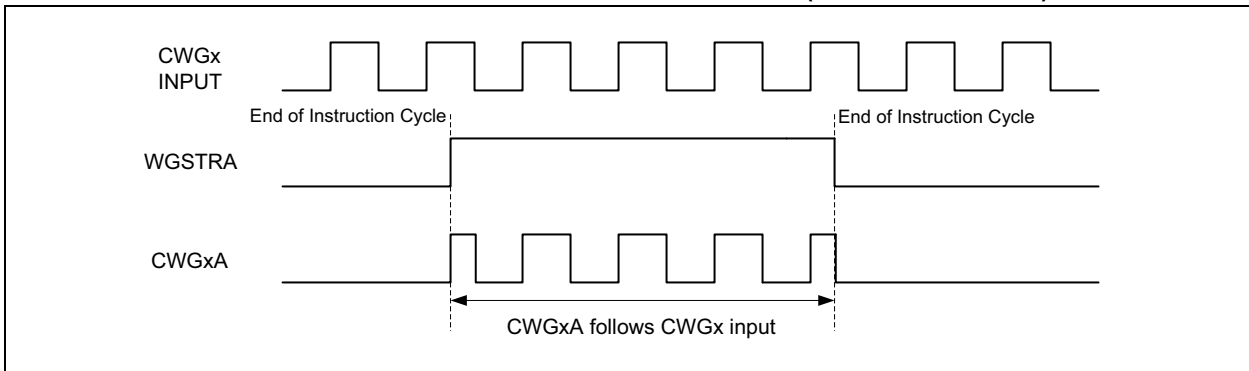 CWGx
INPUT
End of Instruction Cycle
End of Instruction Cycle
WGSTRA
CWGxA
CWGxA follows CWGx input